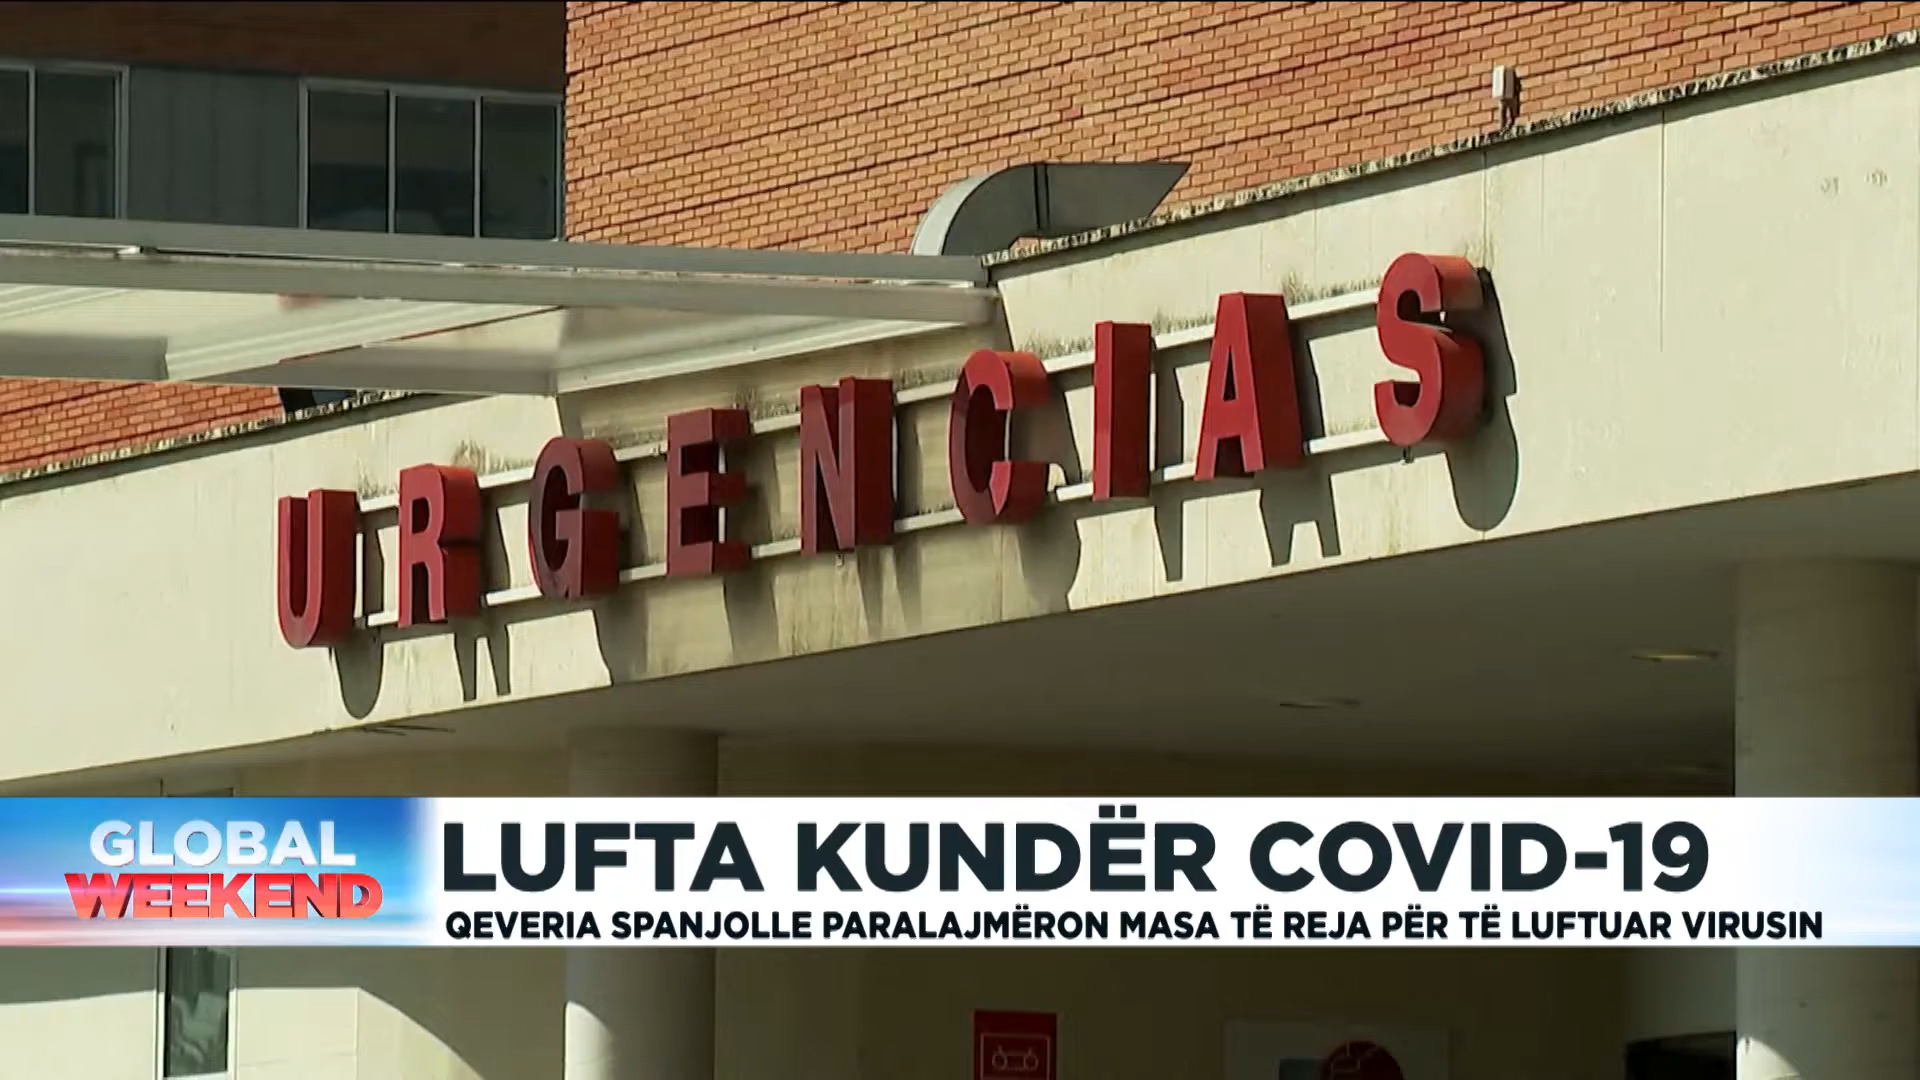 URGENCIAS
GLOBAL
WEEKEND
LUFTA KUNDËR COVID-19
QEVERIA SPANJOLLE PARALAJMËRON MASA TË REJA PËR TË LUFTUAR VIRUSIN